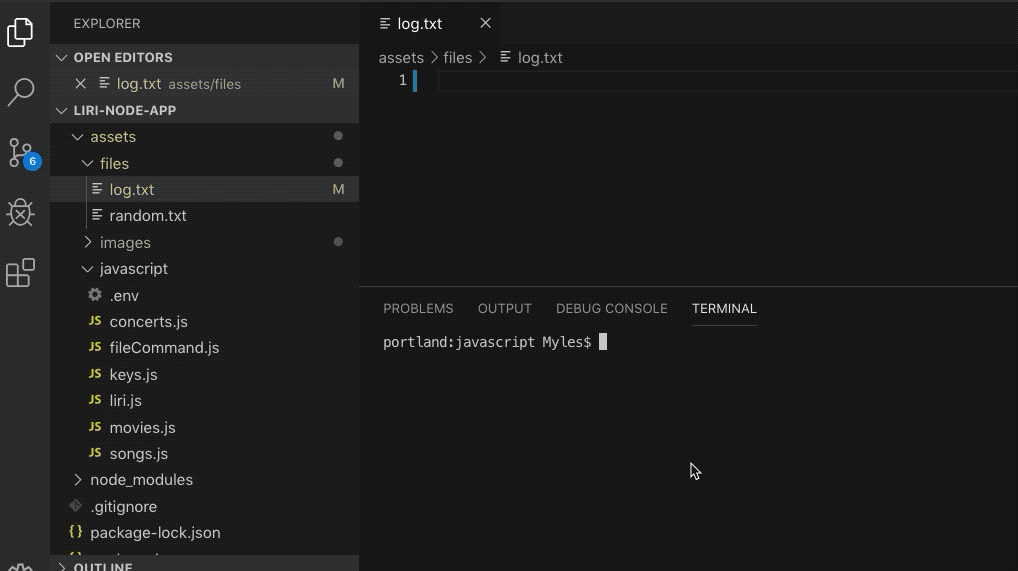 EXPLORER
OPEN EDITORS
log.txt assets/files M
LIRI-NODE-APP
assets
files
log.txt M
random.txt
images
javascript
.env
JS concerts.js
JS fileCommand.js
JS keys.js
JS liri.js
JS movies.js
JS songs.js
node_modules
.gitignore
{ } package-lock.json
OUTLINE
6
log.txt
assets > files > log.txt
1
PROBLEMS OUTPUT DEBUG CONSOLE TERMINAL
portland:javascript Myles$